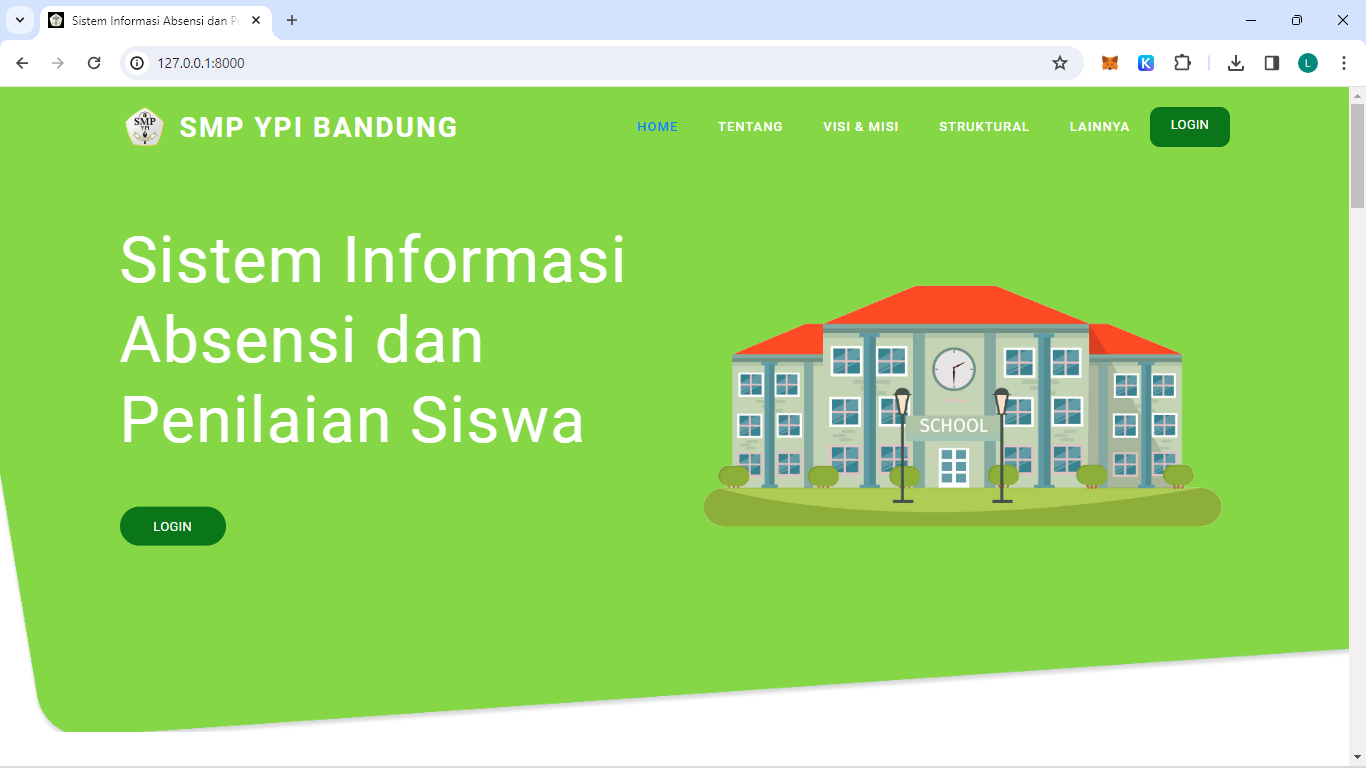 Sistem Informasi Absensi dan P
127.0.0.1:8000
L
SMP
YPI
SMP YPI BANDUNG
HOME
TENTANG
VISI & MISI
STRUKTURAL
LAINNYA
LOGIN
Sistem Informasi
Absensi dan
Penilaian Siswa
LOGIN
SCHOOL